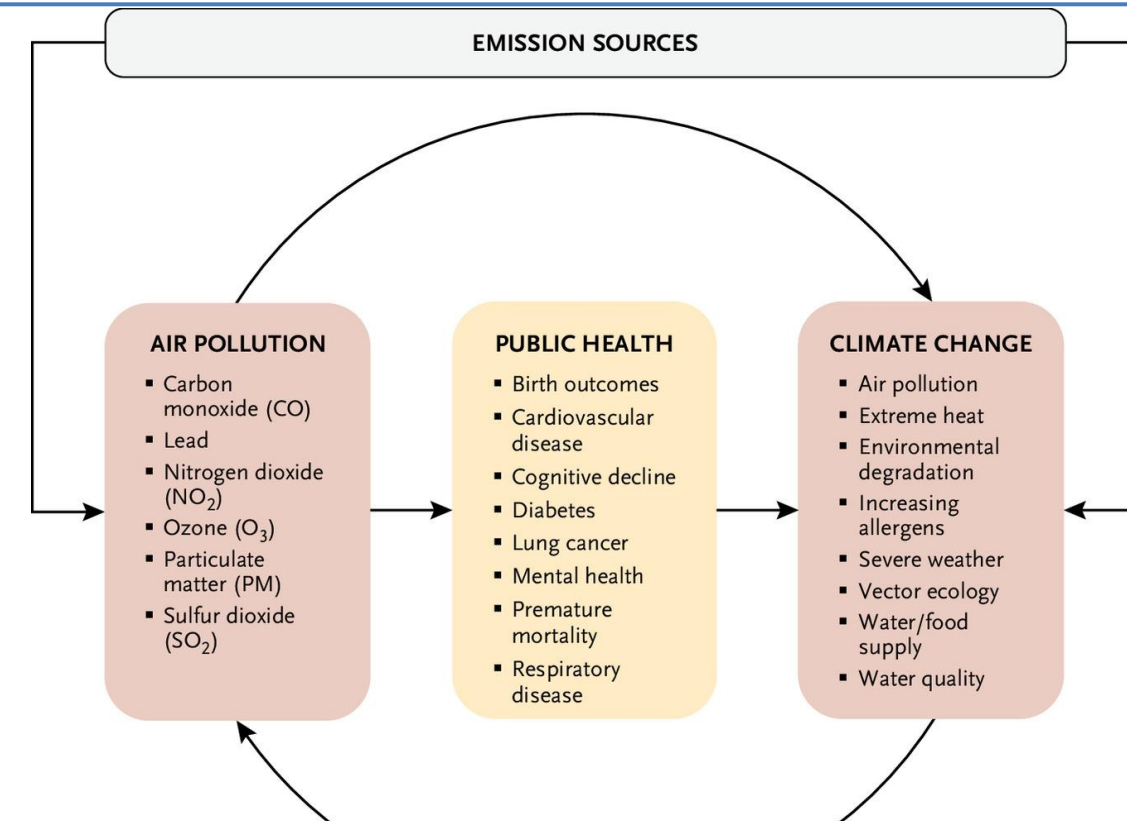 EMISSION SOURCES
AIR POLLUTION
▪ Carbon
monoxide (CO)
▪ Lead
▪ Nitrogen dioxide
(NO₂)
▪ Ozone (O₃)
▪ Particulate
matter (PM)
▪ Sulfur dioxide
(SO₂)
PUBLIC HEALTH
▪ Birth outcomes
▪ Cardiovascular
disease
▪ Cognitive decline
▪ Diabetes
▪ Lung cancer
▪ Mental health
▪ Premature
mortality
▪ Respiratory
disease
CLIMATE CHANGE
▪ Air pollution
▪ Extreme heat
▪ Environmental
degradation
▪ Increasing
allergens
▪ Severe weather
▪ Vector ecology
▪ Water/food
supply
▪ Water quality